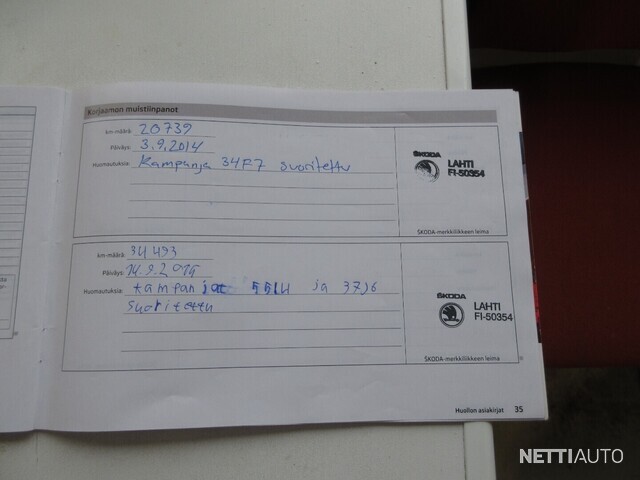 Korjaamon muistiinpanot
km-määrä: 20739
Päiväys: 3.9.2014
Huomautuksia: Kampanja 34F7 suoritettu
ŠKODA
LAHTI
FI-50354
ŠKODA-merkkiliikkeen leima
km-määrä: 34 493
Päiväys:
Huomautuksia: kampanjat ja
suoritettu
ŠKODA
LAHTI
FI-50354
ŠKODA-merkkiliikkeen leima
Huollon asiakirjat 35
NETTIAUTO